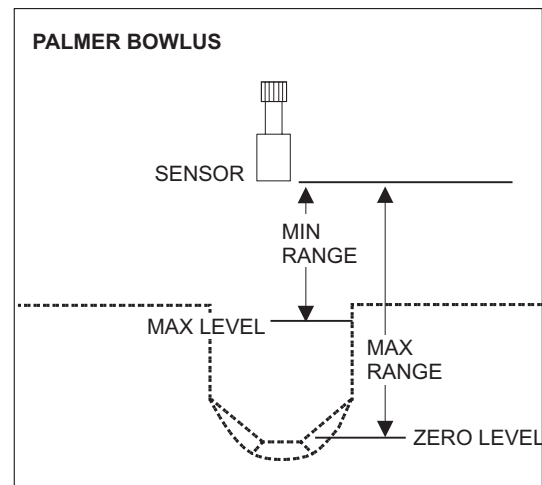 PALMER BOWLUS
SENSOR
MIN
RANGE
MAX LEVEL
MAX
RANGE
ZERO LEVEL